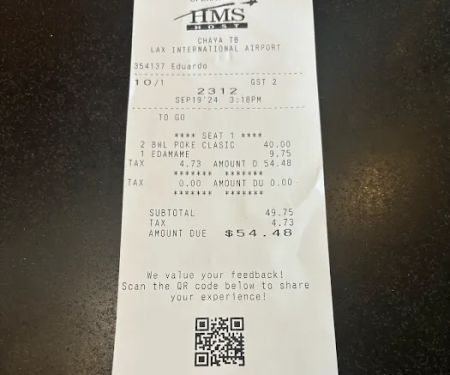 HMS
HOST
CHAYA TB
LAX INTERNATIONAL AIRPORT
354137 Eduardo
10/1 GST 2
2312
SEP19'24 3:18PM
TO GO
**** SEAT 1 ****
2 BHL POKE CLASIC 40.00
1 EDAMAME 9.75
TAX 4.73 AMOUNT D 54.48
******* *******
TAX 0.00 AMOUNT DU 0.00
******* *******
SUBTOTAL 49.75
TAX 4.73
AMOUNT DUE $54.48
We value your feedback!
Scan the QR code below to share
your experience!